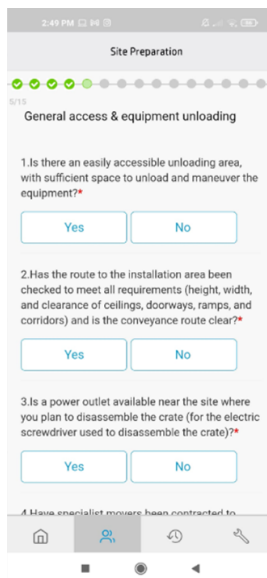 2:49 PM
Site Preparation
5/15
General access & equipment unloading
1.Is there an easily accessible unloading area,
with sufficient space to unload and maneuver the
equipment?*
Yes No
2.Has the route to the installation area been
checked to meet all requirements (height, width,
and clearance of ceilings, doorways, ramps, and
corridors) and is the conveyance route clear?*
Yes No
3.Is a power outlet available near the site where
you plan to disassemble the crate (for the electric
screwdriver used to disassemble the crate)?*
Yes No
4.Have specialist movers been contacted to